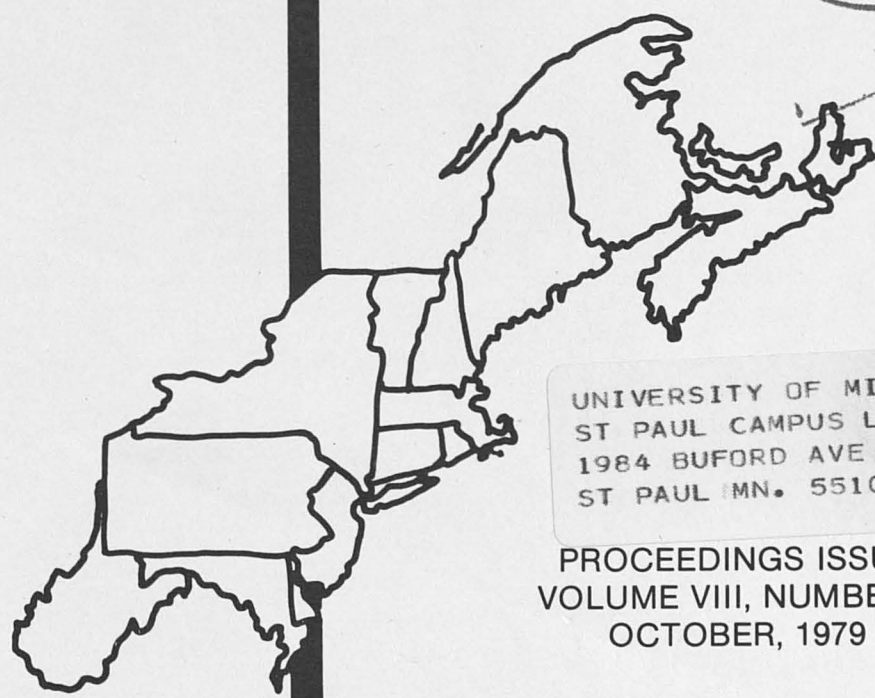 UNIVERSITY OF MI
ST PAUL CAMPUS L
1984 BUFORD AVE
ST PAUL MN. 551
PROCEEDINGS ISSU
VOLUME VIII, NUMBE
OCTOBER, 1979